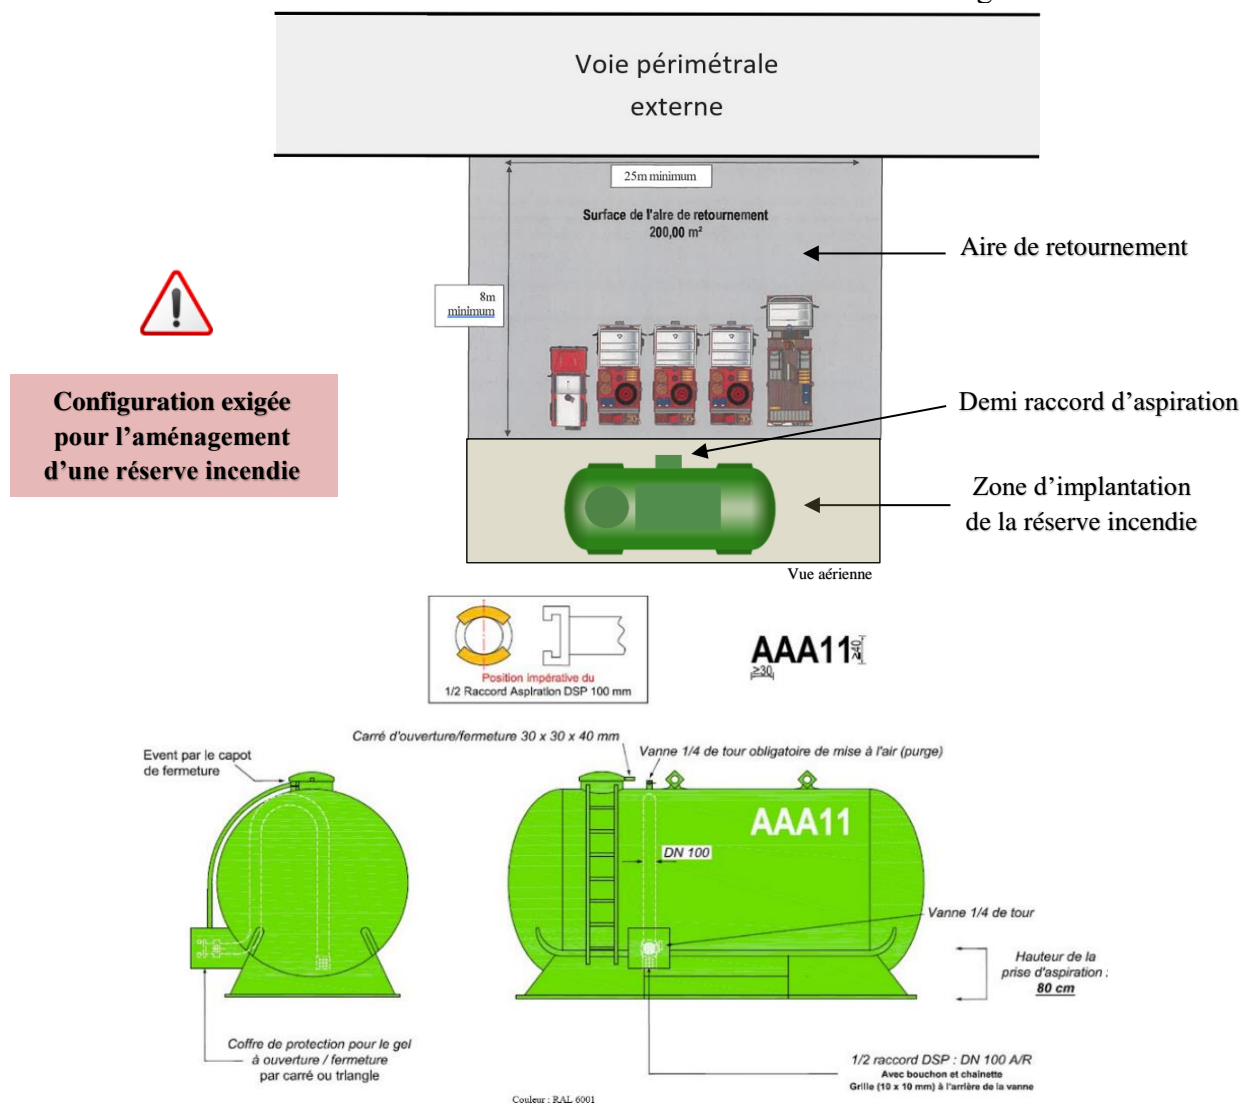 Voie périmétrale
externe
25m minimum
Surface de l'aire de retournement
200,00 m²
Aire de retournement
8m
minimum
Configuration exigée
pour l'aménagement
d'une réserve incendie
Demi raccord d'aspiration
Zone d'implantation
de la réserve incendie
Vue aérienne
Position impérative du
1/2 Raccord Aspiration DSP 100 mm
AAA11
≥40
≥30
Carré d'ouverture/fermeture 30 x 30 x 40 mm
Event par le capot
de fermeture
Vanne 1/4 de tour obligatoire de mise à l'air (purge)
AAA11
DN 100
Vanne 1/4 de tour
Hauteur de la
prise d'aspiration :
80 cm
Coffre de protection pour le gel
à ouverture / fermeture
par carré ou triangle
1/2 raccord DSP : DN 100 A/R
Avec bouchon et chaînette
Grille (10 x 10 mm) à l'arrière de la vanne
Couleur : RAL 6001